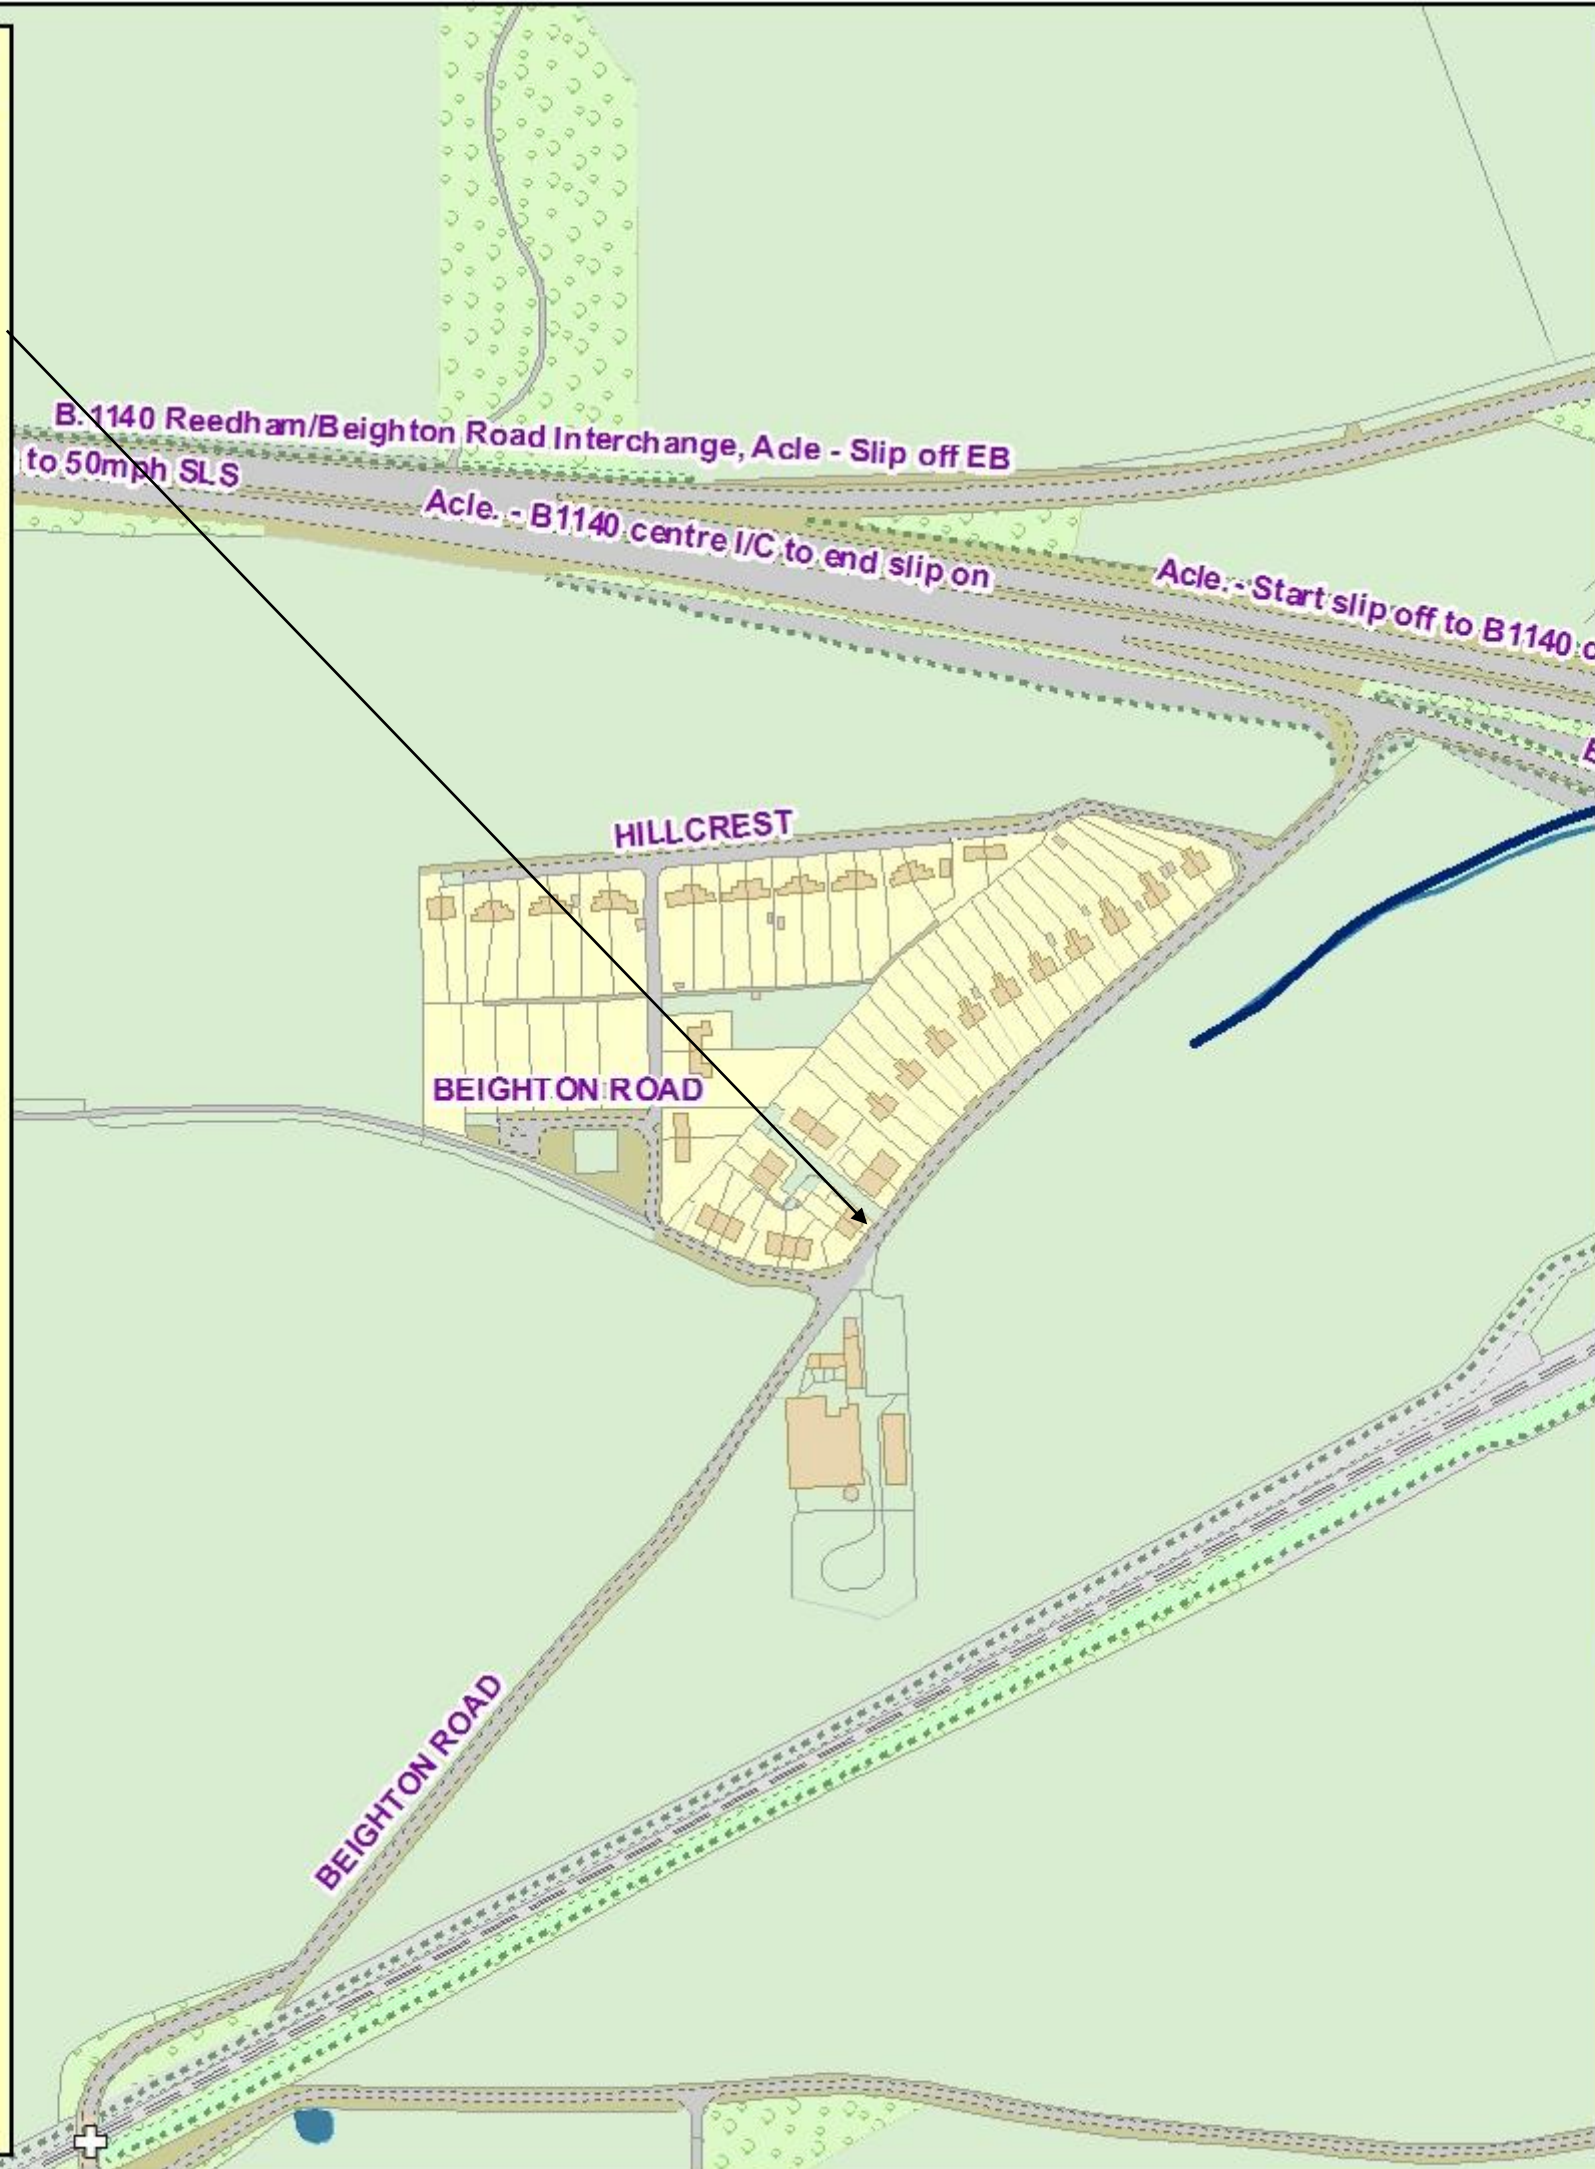 B.1140 Reedham/Beighton Road Interchange, Acle - Slip off EB
to 50mph SLS
Acle. - B1140 centre I/C to end slip on
Acle.- Start slip off to B1140 c
HILLCREST
BEIGHTON ROAD
BEIGHTON ROAD